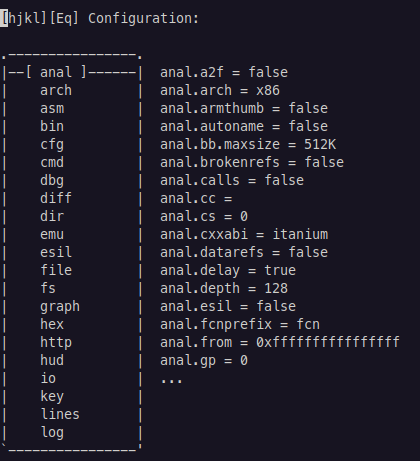 [hjkl][Eq] Configuration:
.----------------.
|--[ anal ]------|  anal.a2f = false
|    arch        |  anal.arch = x86
|    asm         |  anal.armthumb = false
|    bin         |  anal.autoname = false
|    cfg         |  anal.bb.maxsize = 512K
|    cmd         |  anal.brokenrefs = false
|    dbg         |  anal.calls = false
|    diff        |  anal.cc =
|    dir         |  anal.cs = 0
|    emu         |  anal.cxxabi = itanium
|    esil        |  anal.datarefs = false
|    file        |  anal.delay = true
|    fs          |  anal.depth = 128
|    graph       |  anal.esil = false
|    hex         |  anal.fcnprefix = fcn
|    http        |  anal.from = 0xffffffffffffffff
|    hud         |  anal.gp = 0
|    io          |  ...
|    key         |
|    lines       |
|    log         |
`----------------'